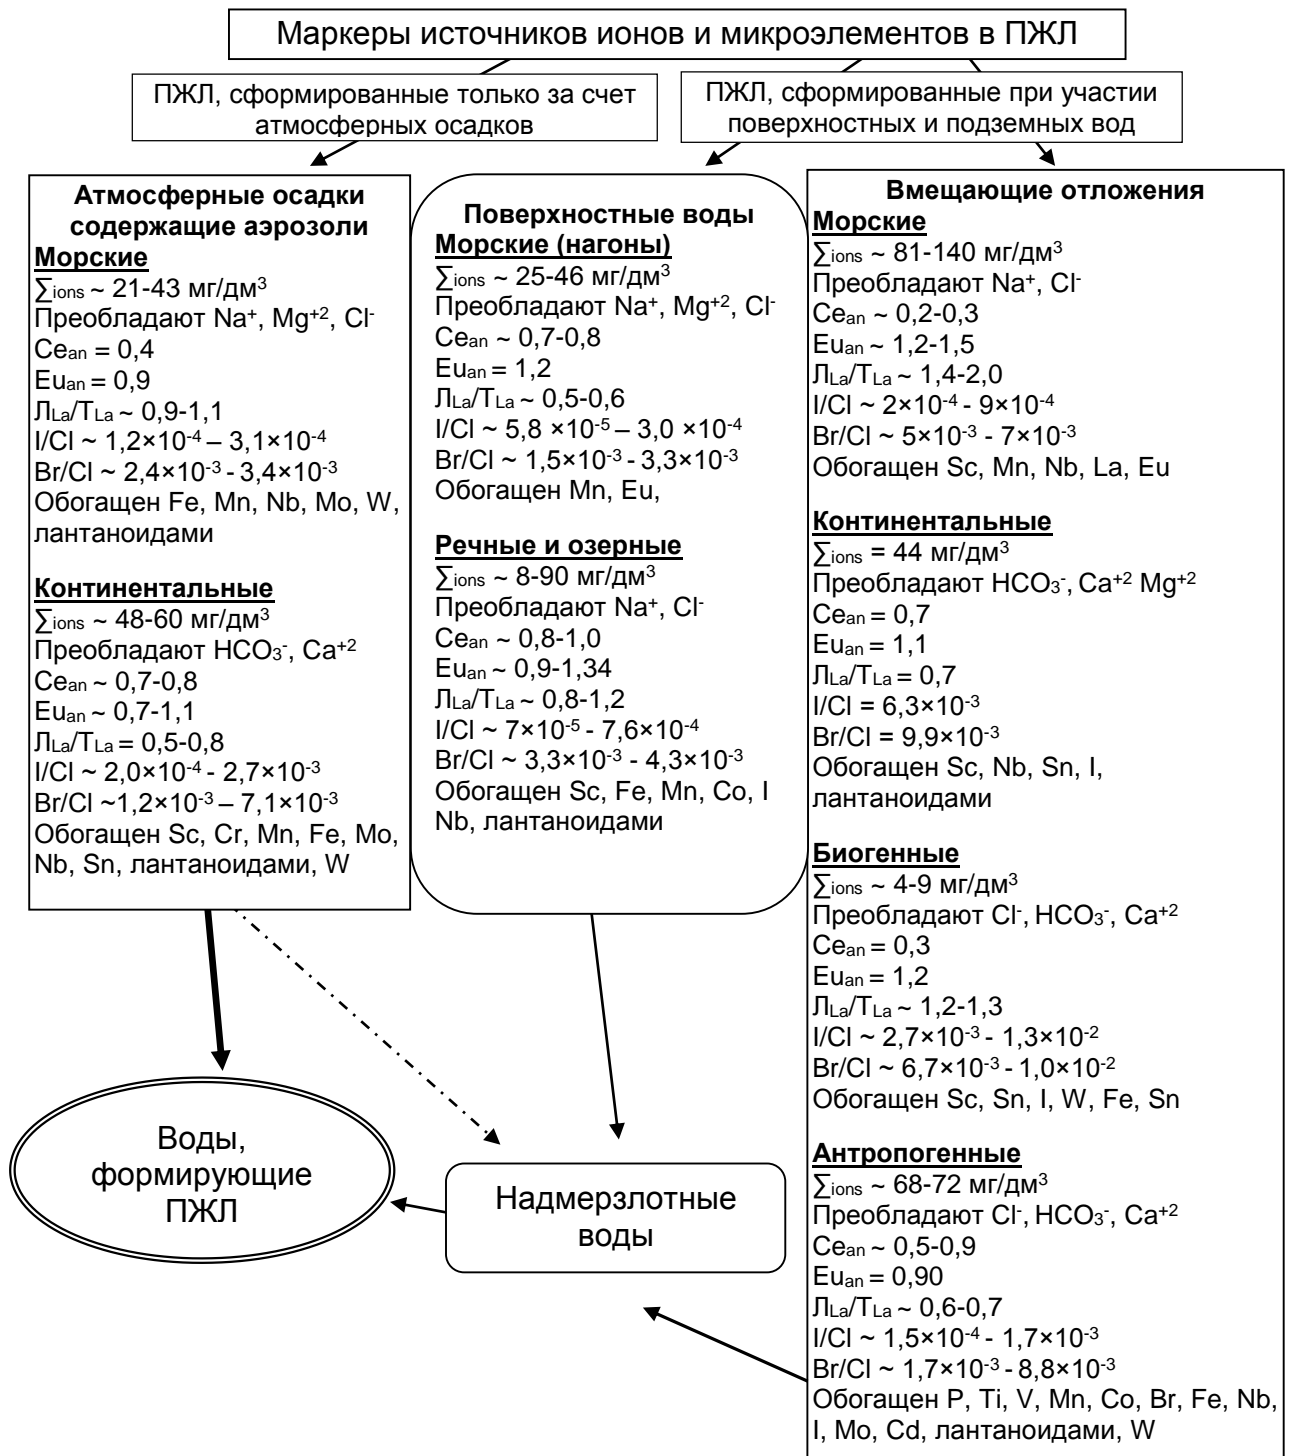 Маркеры источников ионов и микроэлементов в ПЖЛ
ПЖЛ, сформированные только за счет
атмосферных осадков
ПЖЛ, сформированные при участии
поверхностных и подземных вод
Атмосферные осадки
содержащие аэрозоли
Морские
∑ions ~ 21-43 мг/дм³
Преобладают Na⁺, Mg⁺², Cl⁻
Cean = 0,4
Euan = 0,9
ЛLa/TLa ~ 0,9-1,1
I/Cl ~ 1,2×10⁻⁴ – 3,1×10⁻⁴
Br/Cl ~ 2,4×10⁻³ - 3,4×10⁻³
Обогащен Fe, Mn, Nb, Mo, W,
лантаноидами
Континентальные
∑ions ~ 48-60 мг/дм³
Преобладают HCO₃⁻, Ca⁺²
Cean ~ 0,7-0,8
Euan ~ 0,7-1,1
ЛLa/TLa = 0,5-0,8
I/Cl ~ 2,0×10⁻⁴ - 2,7×10⁻³
Br/Cl ~1,2×10⁻³ – 7,1×10⁻³
Обогащен Sc, Cr, Mn, Fe, Mo,
Nb, Sn, лантаноидами, W
Поверхностные воды
Морские (нагоны)
∑ions ~ 25-46 мг/дм³
Преобладают Na⁺, Mg⁺², Cl⁻
Cean ~ 0,7-0,8
Euan = 1,2
ЛLa/TLa ~ 0,5-0,6
I/Cl ~ 5,8 ×10⁻⁵ – 3,0 ×10⁻⁴
Br/Cl ~ 1,5×10⁻³ - 3,3×10⁻³
Обогащен Mn, Eu,
Речные и озерные
∑ions ~ 8-90 мг/дм³
Преобладают Na⁺, Cl⁻
Cean ~ 0,8-1,0
Euan ~ 0,9-1,34
ЛLa/TLa ~ 0,8-1,2
I/Cl ~ 7×10⁻⁵ - 7,6×10⁻⁴
Br/Cl ~ 3,3×10⁻³ - 4,3×10⁻³
Обогащен Sc, Fe, Mn, Co, I
Nb, лантаноидами
Вмещающие отложения
Морские
∑ions ~ 81-140 мг/дм³
Преобладают Na⁺, Cl⁻
Cean ~ 0,2-0,3
Euan ~ 1,2-1,5
ЛLa/TLa ~ 1,4-2,0
I/Cl ~ 2×10⁻⁴ - 9×10⁻⁴
Br/Cl ~ 5×10⁻³ - 7×10⁻³
Обогащен Sc, Mn, Nb, La, Eu
Континентальные
∑ions = 44 мг/дм³
Преобладают HCO₃⁻, Ca⁺² Mg⁺²
Cean = 0,7
Euan = 1,1
ЛLa/TLa = 0,7
I/Cl = 6,3×10⁻³
Br/Cl = 9,9×10⁻³
Обогащен Sc, Nb, Sn, I,
лантаноидами
Биогенные
∑ions ~ 4-9 мг/дм³
Преобладают Cl⁻, HCO₃⁻, Ca⁺²
Cean = 0,3
Euan = 1,2
ЛLa/TLa ~ 1,2-1,3
I/Cl ~ 2,7×10⁻³ - 1,3×10⁻²
Br/Cl ~ 6,7×10⁻³ - 1,0×10⁻²
Обогащен Sc, Sn, I, W, Fe, Sn
Антропогенные
∑ions ~ 68-72 мг/дм³
Преобладают Cl⁻, HCO₃⁻, Ca⁺²
Cean ~ 0,5-0,9
Euan = 0,90
ЛLa/TLa ~ 0,6-0,7
I/Cl ~ 1,5×10⁻⁴ - 1,7×10⁻³
Br/Cl ~ 1,7×10⁻³ - 8,8×10⁻³
Обогащен P, Ti, V, Mn, Co, Br, Fe, Nb,
I, Mo, Cd, лантаноидами, W
Воды,
формирующие
ПЖЛ
Надмерзлотные
воды